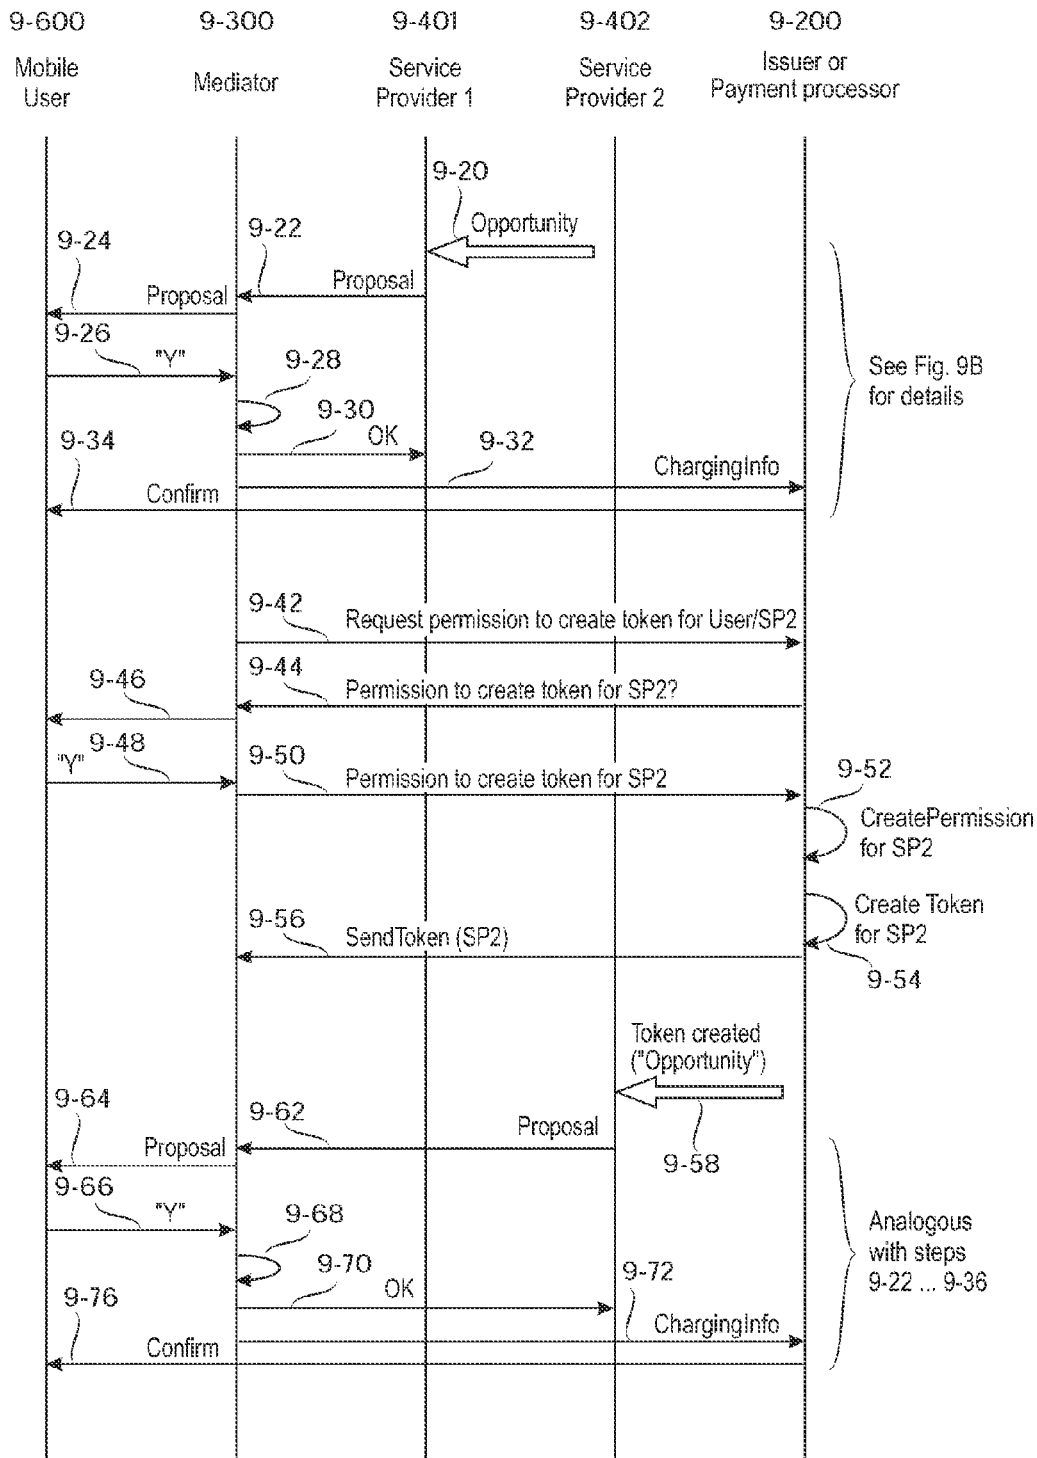 9-600 9-300 9-401 9-402 9-200
Mobile User
Mediator
Service Provider 1
Service Provider 2
Issuer or Payment processor
9-20
Opportunity
9-22
Proposal
9-24
Proposal
9-26
"Y"
9-28
9-30
OK
9-32
ChargingInfo
9-34
Confirm
See Fig. 9B
for details
9-42
Request permission to create token for User/SP2
9-44
Permission to create token for SP2?
9-46
"Y"
9-48
9-50
Permission to create token for SP2
9-52
CreatePermission
for SP2
Create Token
for SP2
9-54
9-56
SendToken (SP2)
Token created
("Opportunity")
9-58
9-62
Proposal
9-64
Proposal
9-66
"Y"
9-68
9-70
OK
9-72
ChargingInfo
9-76
Confirm
Analogous
with steps
9-22 ... 9-36